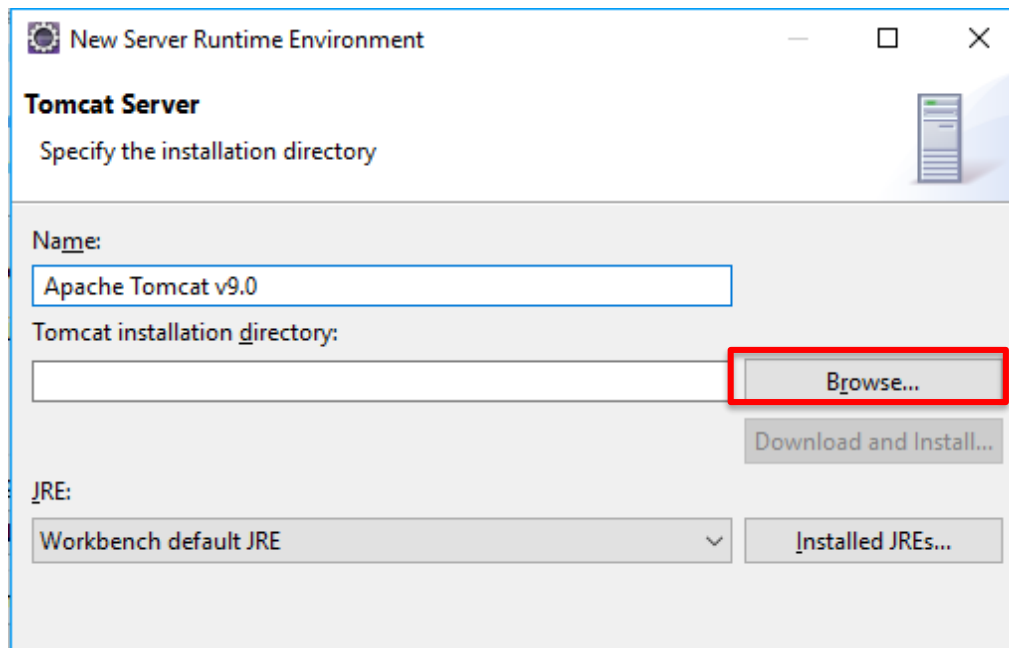 New Server Runtime Environment
Tomcat Server
Specify the installation directory
Name:
Apache Tomcat v9.0
Tomcat installation directory:
Browse...
Download and Install...
JRE:
Workbench default JRE
Installed JREs...